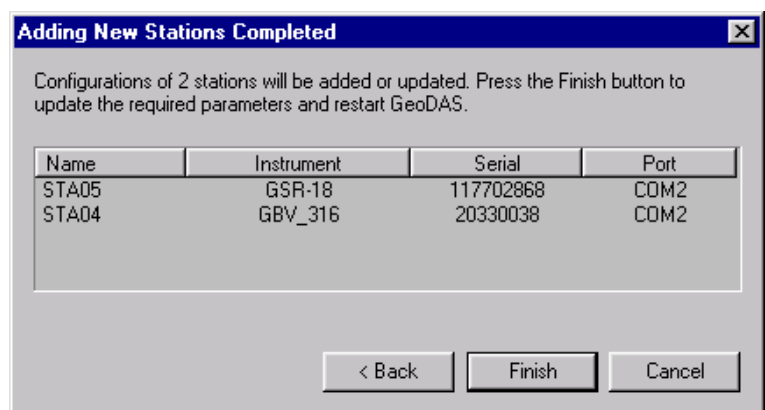 Adding New Stations Completed
Configurations of 2 stations will be added or updated. Press the Finish button to
update the required parameters and restart GeoDAS.
Name Instrument Serial Port
STA05 GSR-18 117702868 COM2
STA04 GBV_316 20330038 COM2
< Back Finish Cancel